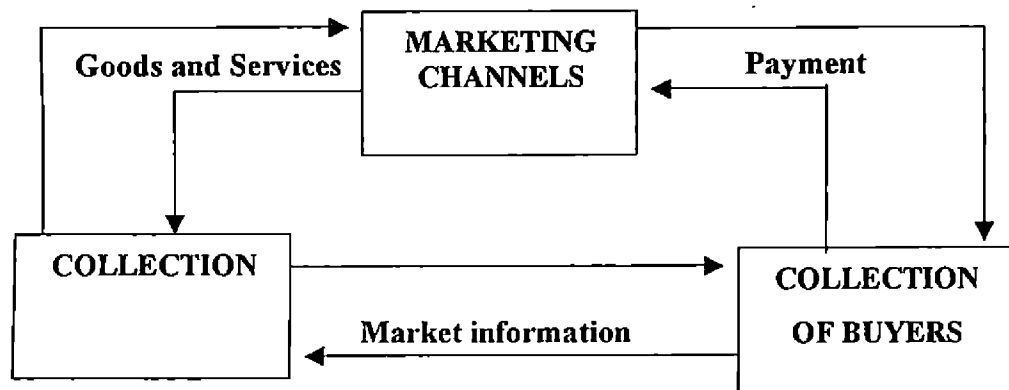 MARKETING
CHANNELS
Goods and Services
Payment
COLLECTION
COLLECTION
OF BUYERS
Market information